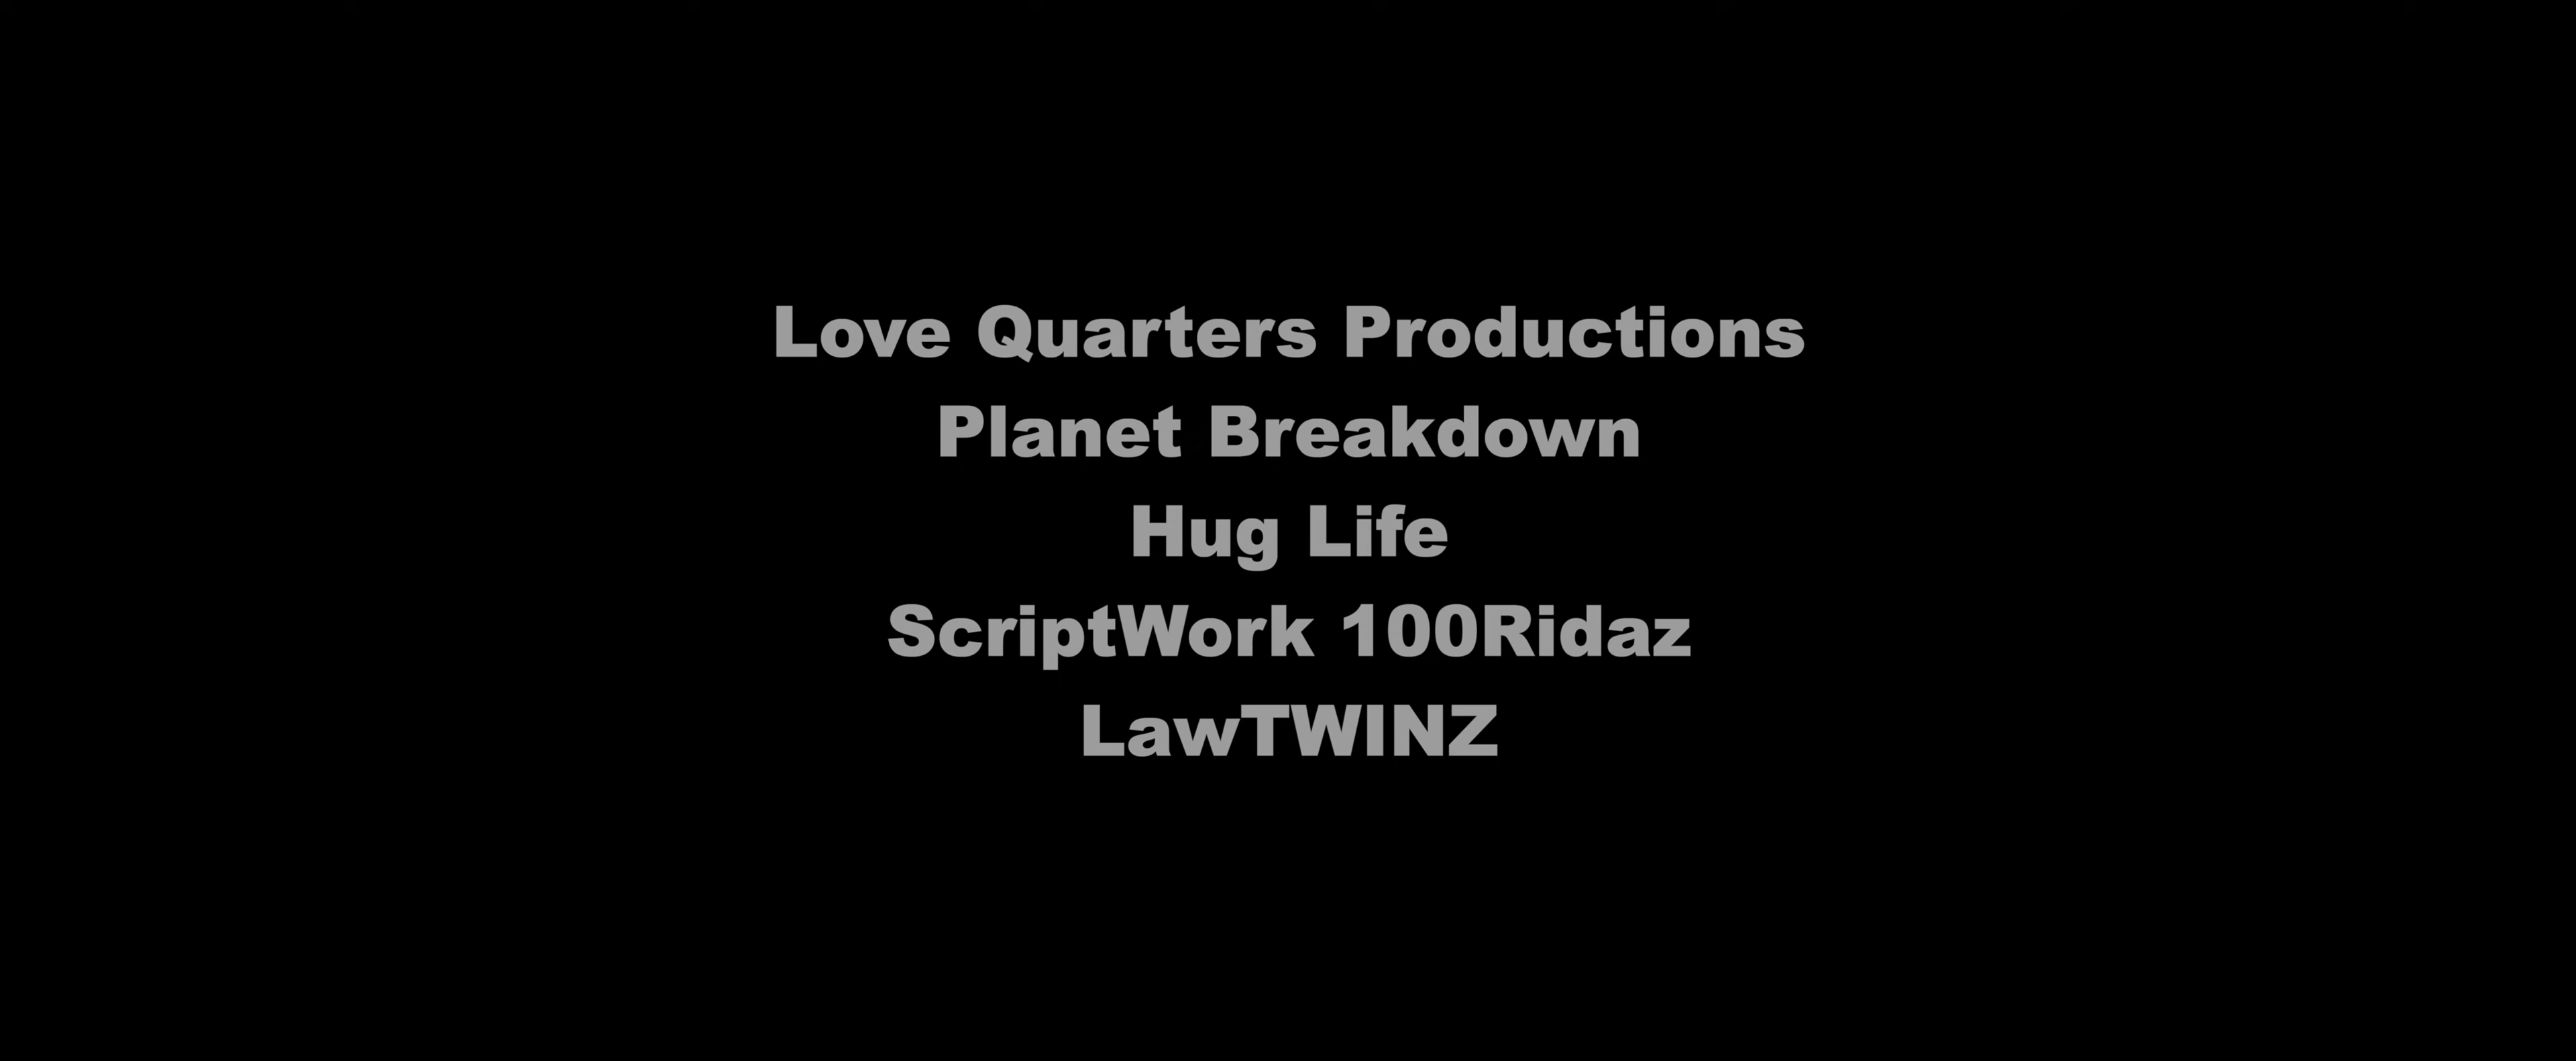 Love Quarters Productions
Planet Breakdown
Hug Life
ScriptWork 100Ridaz
LawTWINZ